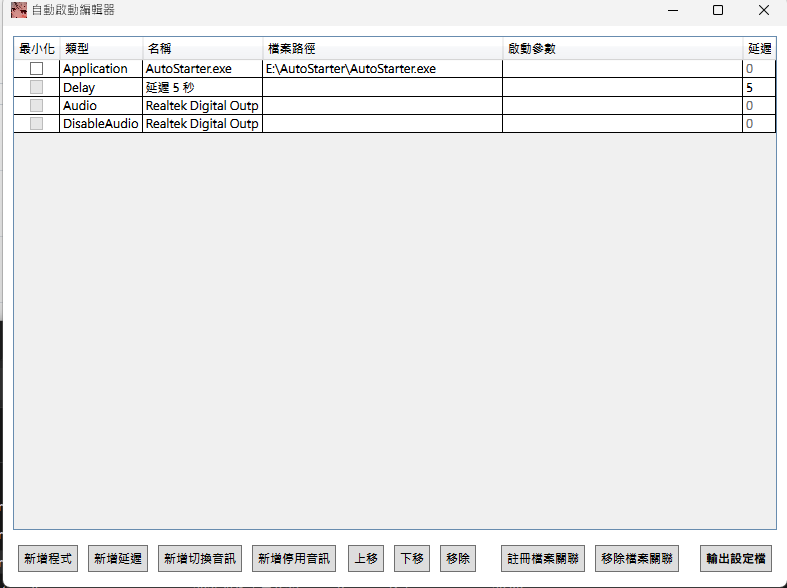 自動啟動編輯器
最小化 類型 名稱 檔案路徑 啟動參數 延遲
Application AutoStarter.exe E:\AutoStarter\AutoStarter.exe 0
Delay 延遲 5 秒 5
Audio Realtek Digital Outp 0
DisableAudio Realtek Digital Outp 0
新增程式 新增延遲 新增切換音訊 新增停用音訊 上移 下移 移除 註冊檔案關聯 移除檔案關聯 輸出設定檔